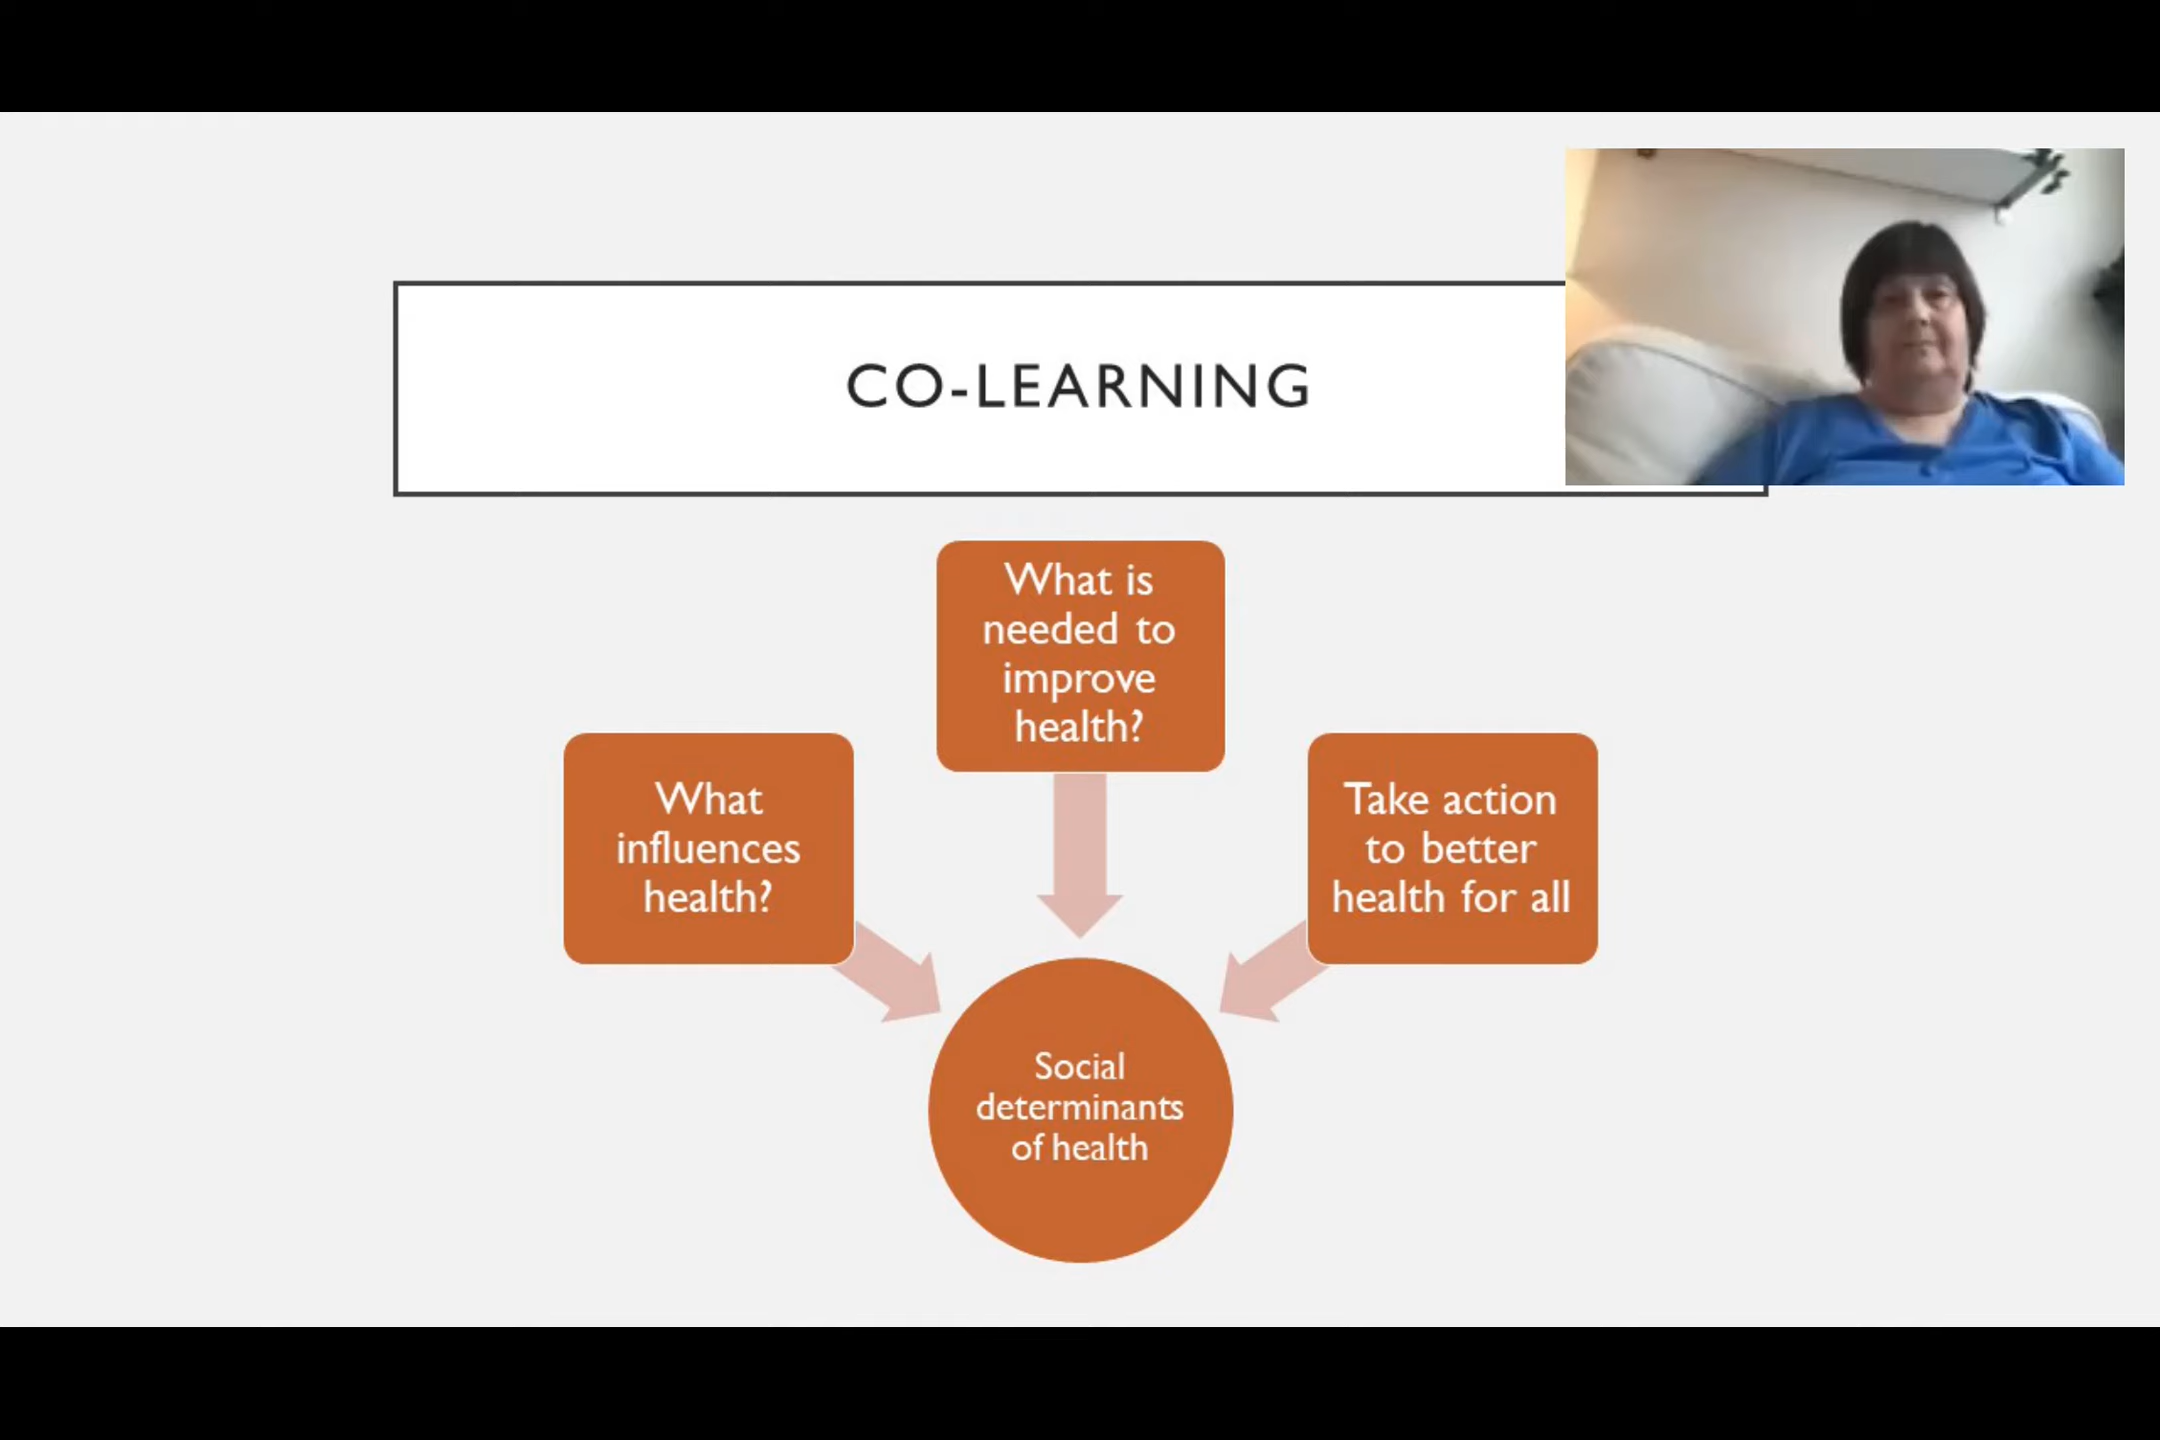 CO-LEARNING
What is
needed to
improve
health?
What
influences
health?
Take action
to better
health for all
Social
determinants
of health